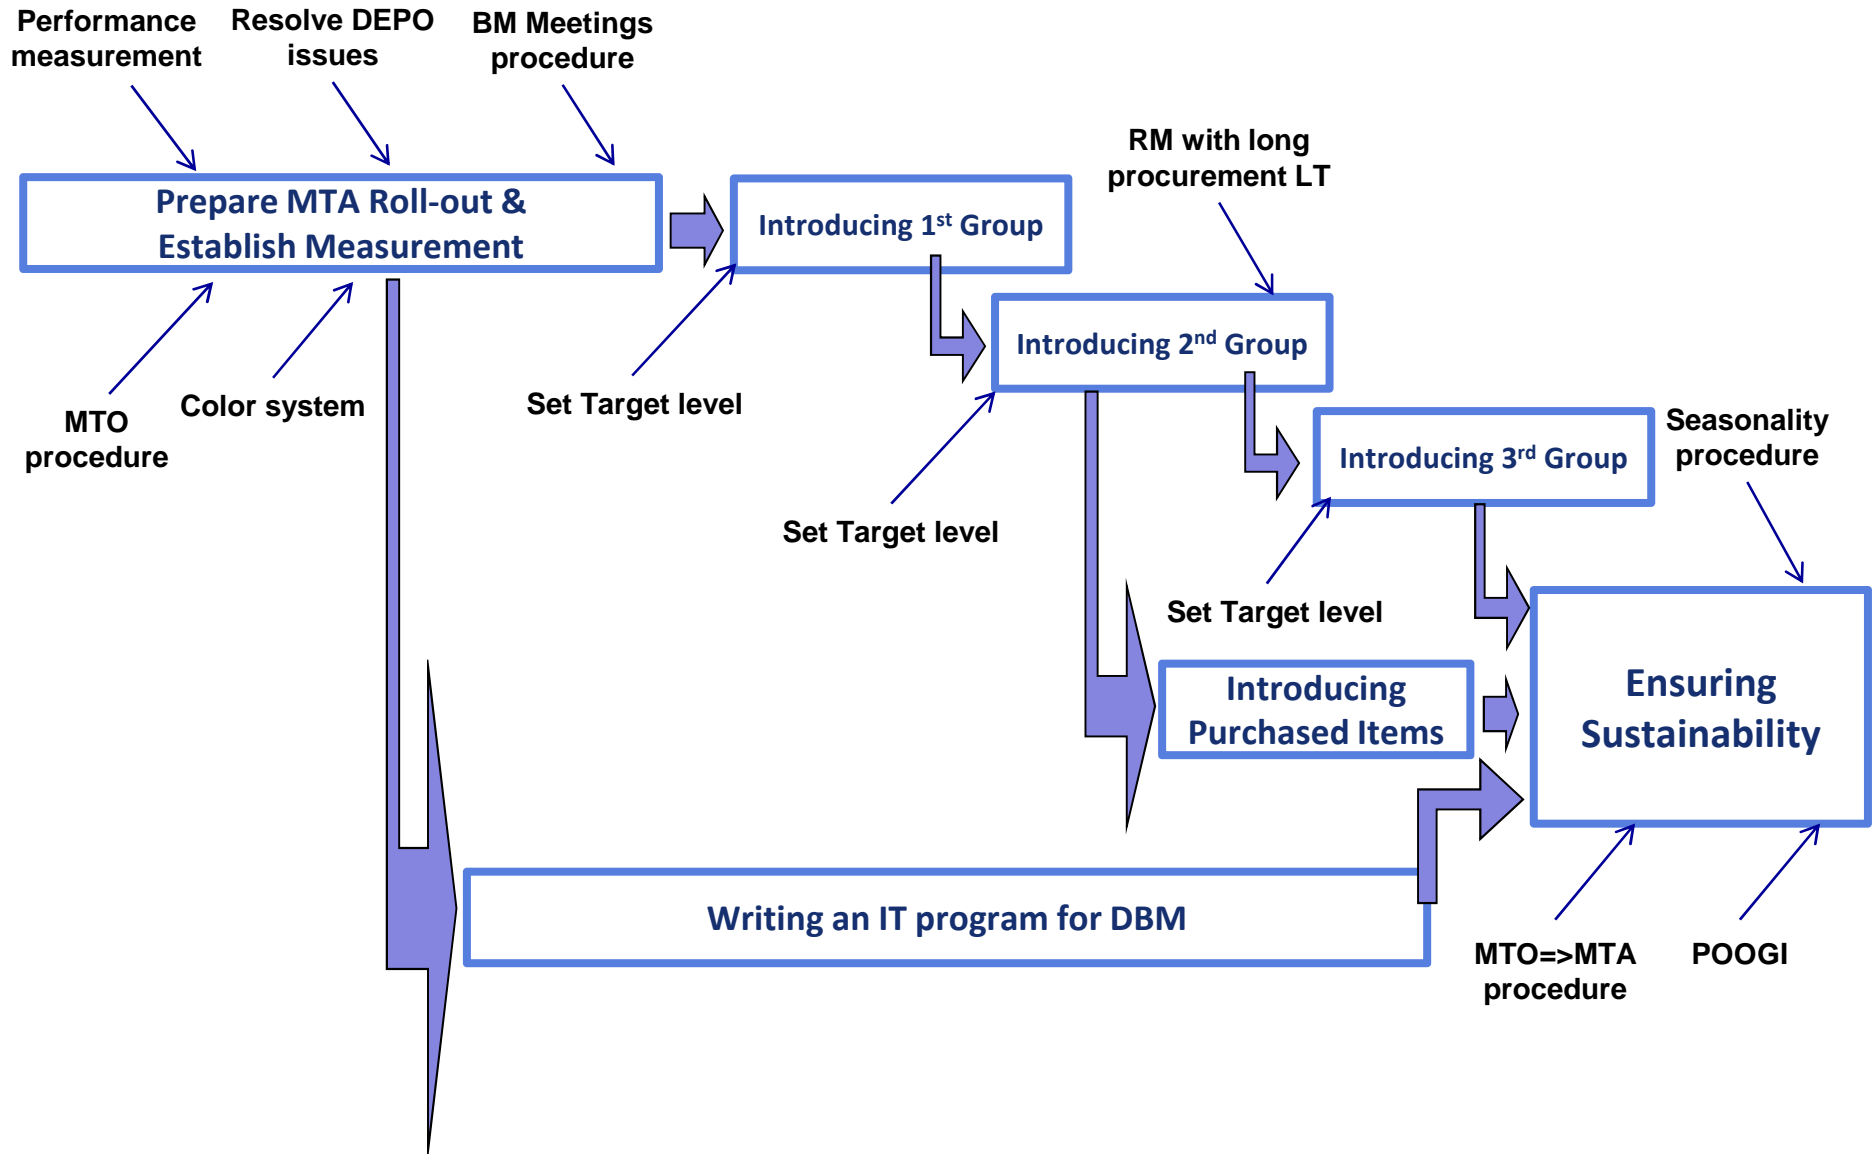 Performance
measurement
Resolve DEPO
issues
BM Meetings
procedure
RM with long
procurement LT
Prepare MTA Roll-out &
Establish Measurement
Introducing 1st Group
Introducing 2nd Group
Set Target level
Color system
MTO
procedure
Seasonality
procedure
Introducing 3rd Group
Set Target level
Set Target level
Introducing
Purchased Items
Ensuring
Sustainability
Writing an IT program for DBM
MTO=>MTA
procedure
POOGI